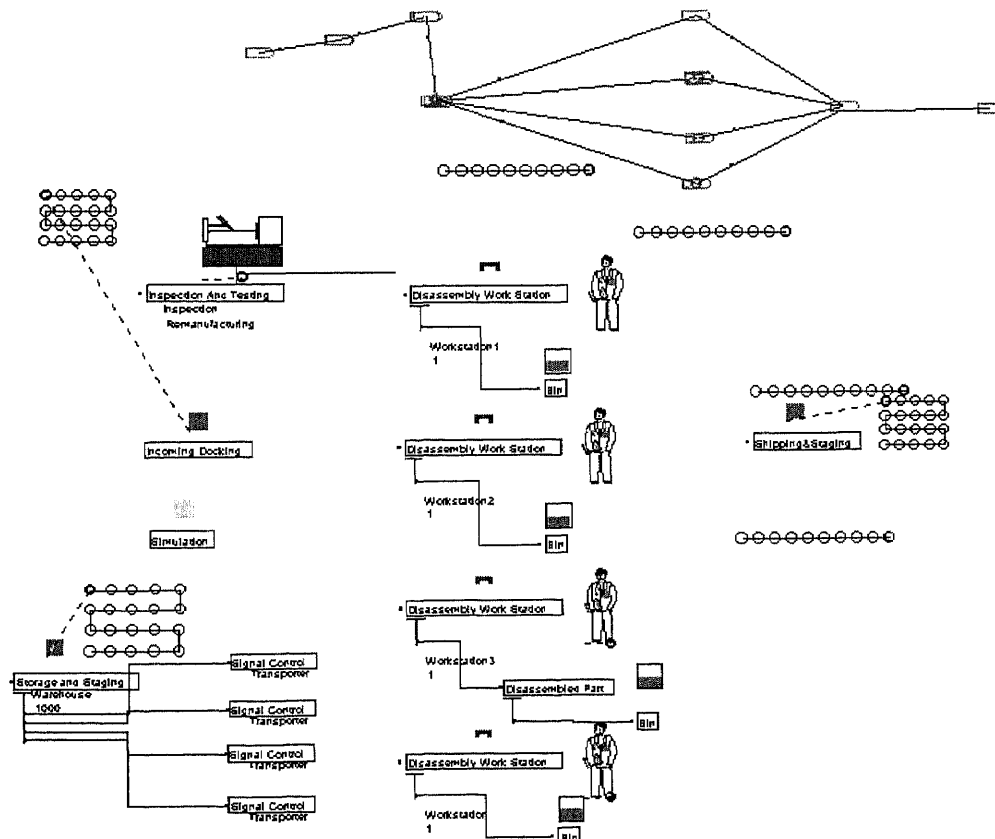 Inspection And Testing
Inspection
Remanufacturing
Disassembly Work Station
Workstation1
1
Bin
Incoming Docking
Disassembly Work Station
Workstation2
1
Bin
Shipping&Staging
Simulation
Disassembly Work Station
Workstation3
1
Disassembled Part
Bin
Storage and Staging
Warehouse
1000
Signal Control
Transporter
Signal Control
Transporter
Signal Control
Transporter
Signal Control
Transporter
Disassembly Work Station
Workstation
1
Bin